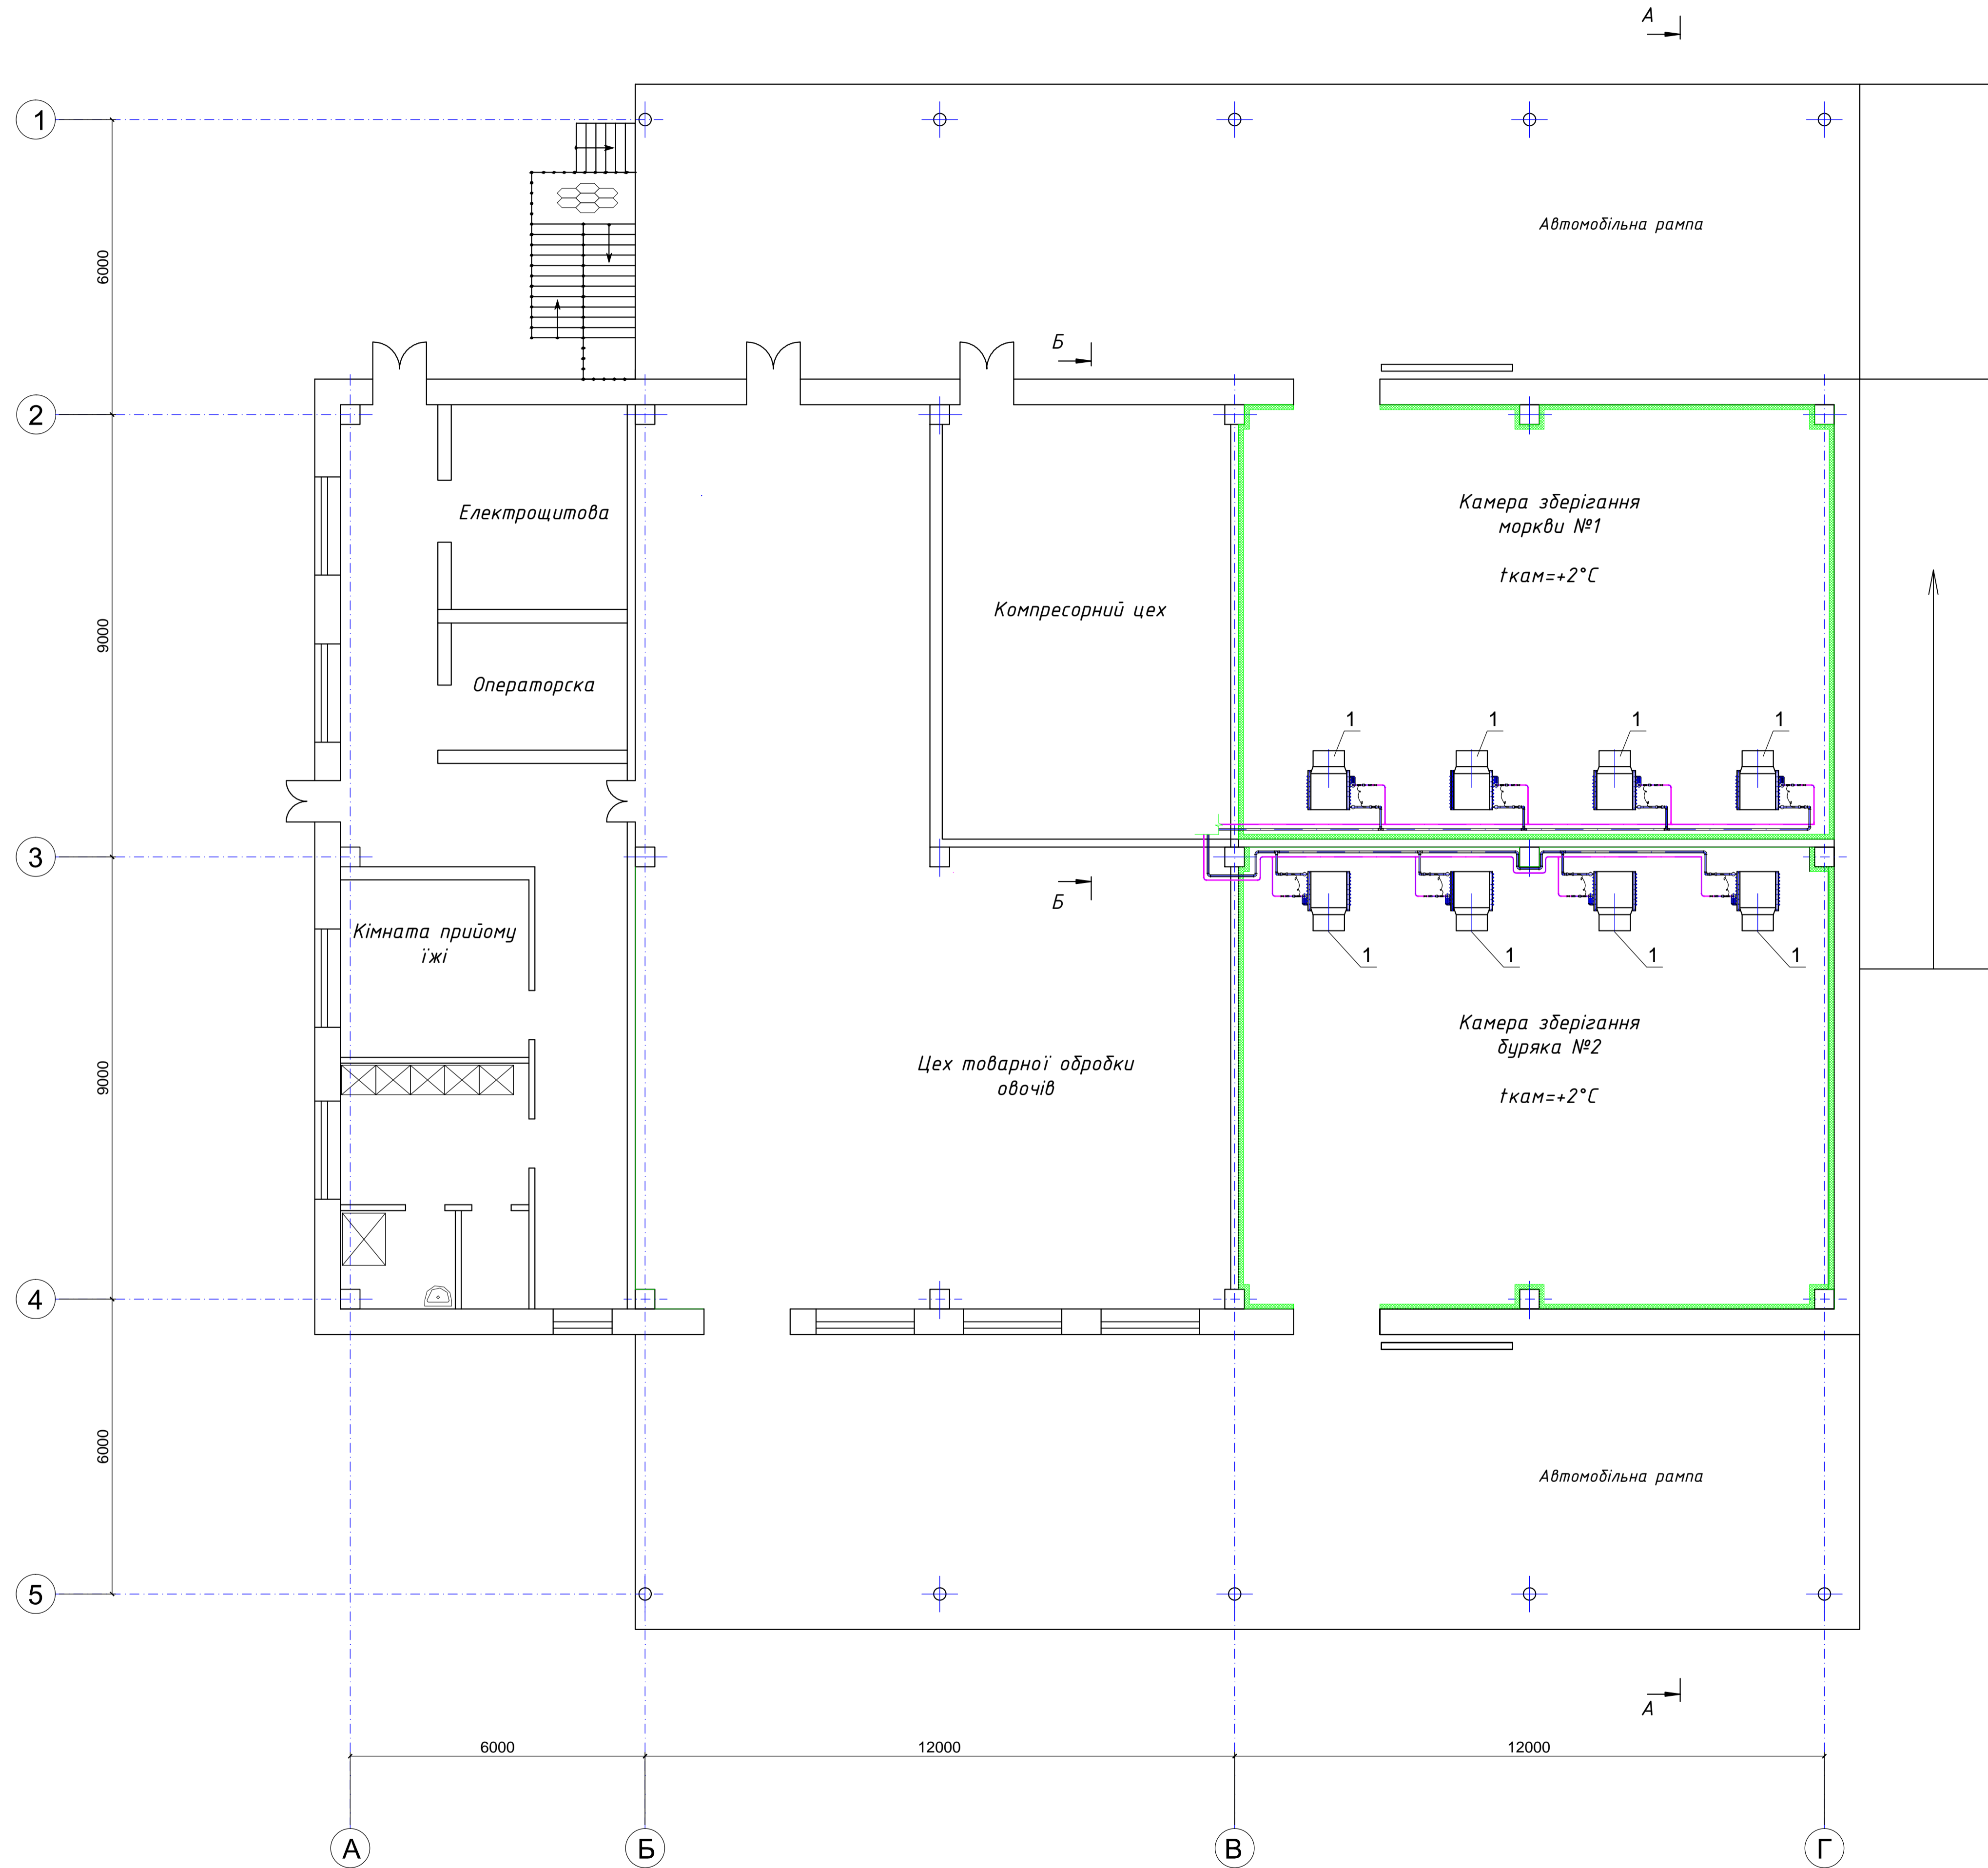 А
1
Автомобільна рампа
6000
Б
2
Камера зберігання
моркви №1
tкам=+2°С
Електрощитова
Компресорний цех
9000
Операторска
1
1
1
1
3
Б
Кімната прийому
їжі
1
1
1
1
Камера зберігання
буряка №2
tкам=+2°С
Цех товарної обробки
овочів
9000
4
6000
Автомобільна рампа
5
А
6000
12000
12000
А
Б
В
Г